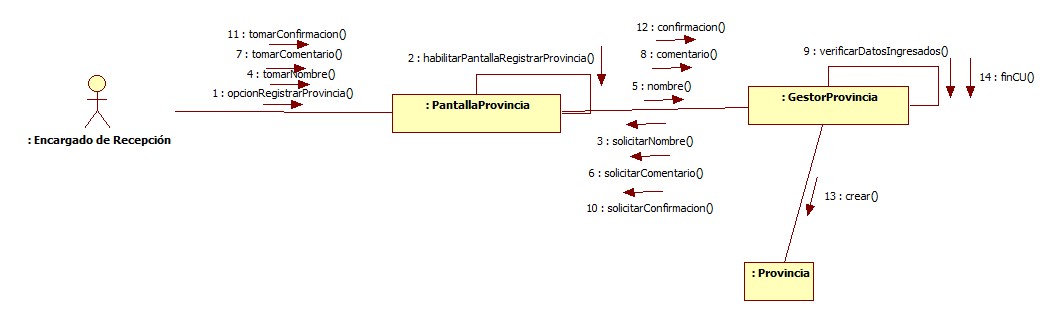 11 : tomarConfirmacion()
7 : tomarComentario()
4 : tomarNombre()
1 : opcionRegistrarProvincia()
: Encargado de Recepción
2 : habilitarPantallaRegistrarProvincia()
: PantallaProvincia
12 : confirmacion()
8 : comentario()
5 : nombre()
3 : solicitarNombre()
6 : solicitarComentario()
10 : solicitarConfirmacion()
9 : verificarDatosIngresados()
14 : finCU()
: GestorProvincia
13 : crear()
: Provincia